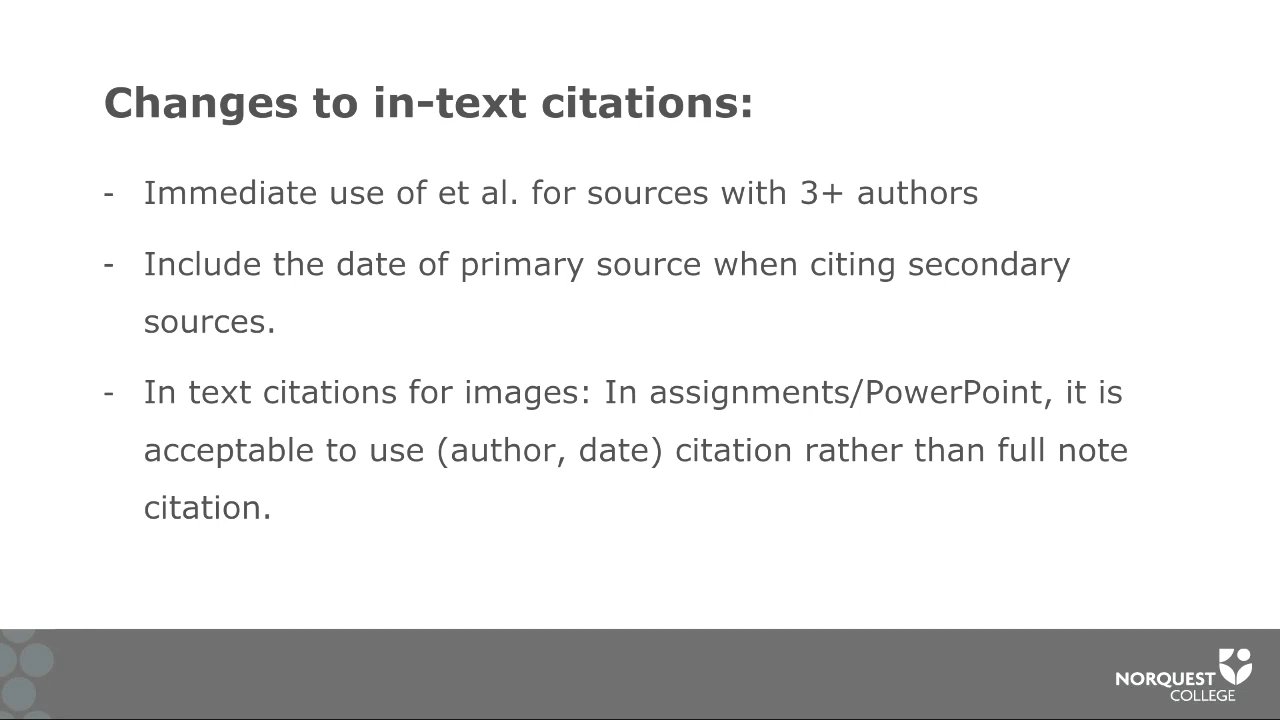 Changes to in-text citations:
- Immediate use of et al. for sources with 3+ authors
- Include the date of primary source when citing secondary
sources.
- In text citations for images: In assignments/PowerPoint, it is
acceptable to use (author, date) citation rather than full note
citation.
NORQUEST
COLLEGE